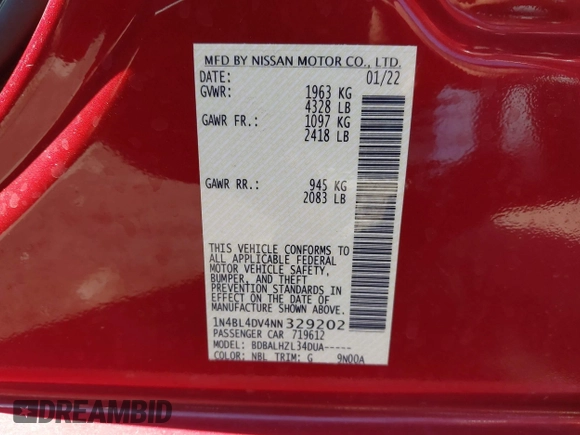 MFD BY NISSAN MOTOR CO., LTD.
DATE: 01/22
GVWR: 1963 KG
4328 LB
GAWR FR.: 1097 KG
2418 LB
GAWR RR.: 945 KG
2083 LB
THIS VEHICLE CONFORMS TO
ALL APPLICABLE FEDERAL
MOTOR VEHICLE SAFETY,
BUMPER, AND THEFT
PREVENTION STANDARDS IN
EFFECT ON THE DATE OF
MANUFACTURE SHOWN ABOVE.
1N4BL4DV4NN329202
PASSENGER CAR 719612
MODEL: BDBALHZL34DUA-----
COLOR: NBL TRIM: G 9N00A
DREAMBID